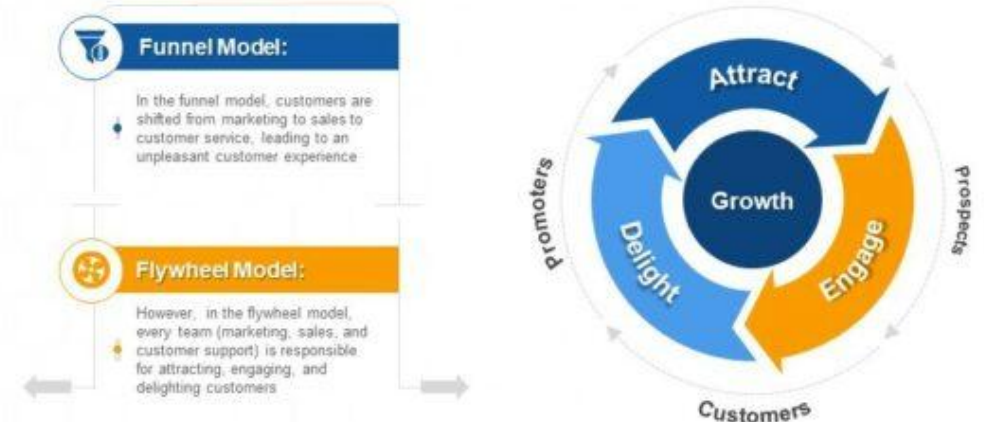 Funnel Model:
In the funnel model, customers are
shifted from marketing to sales to
customer service, leading to an
unpleasant customer experience
Flywheel Model:
However, in the flywheel model,
every team (marketing, sales, and
customer support) is responsible
for attracting, engaging, and
delighting customers
Attract
Growth
Engage
Delight
Promoters
Prospects
Customers